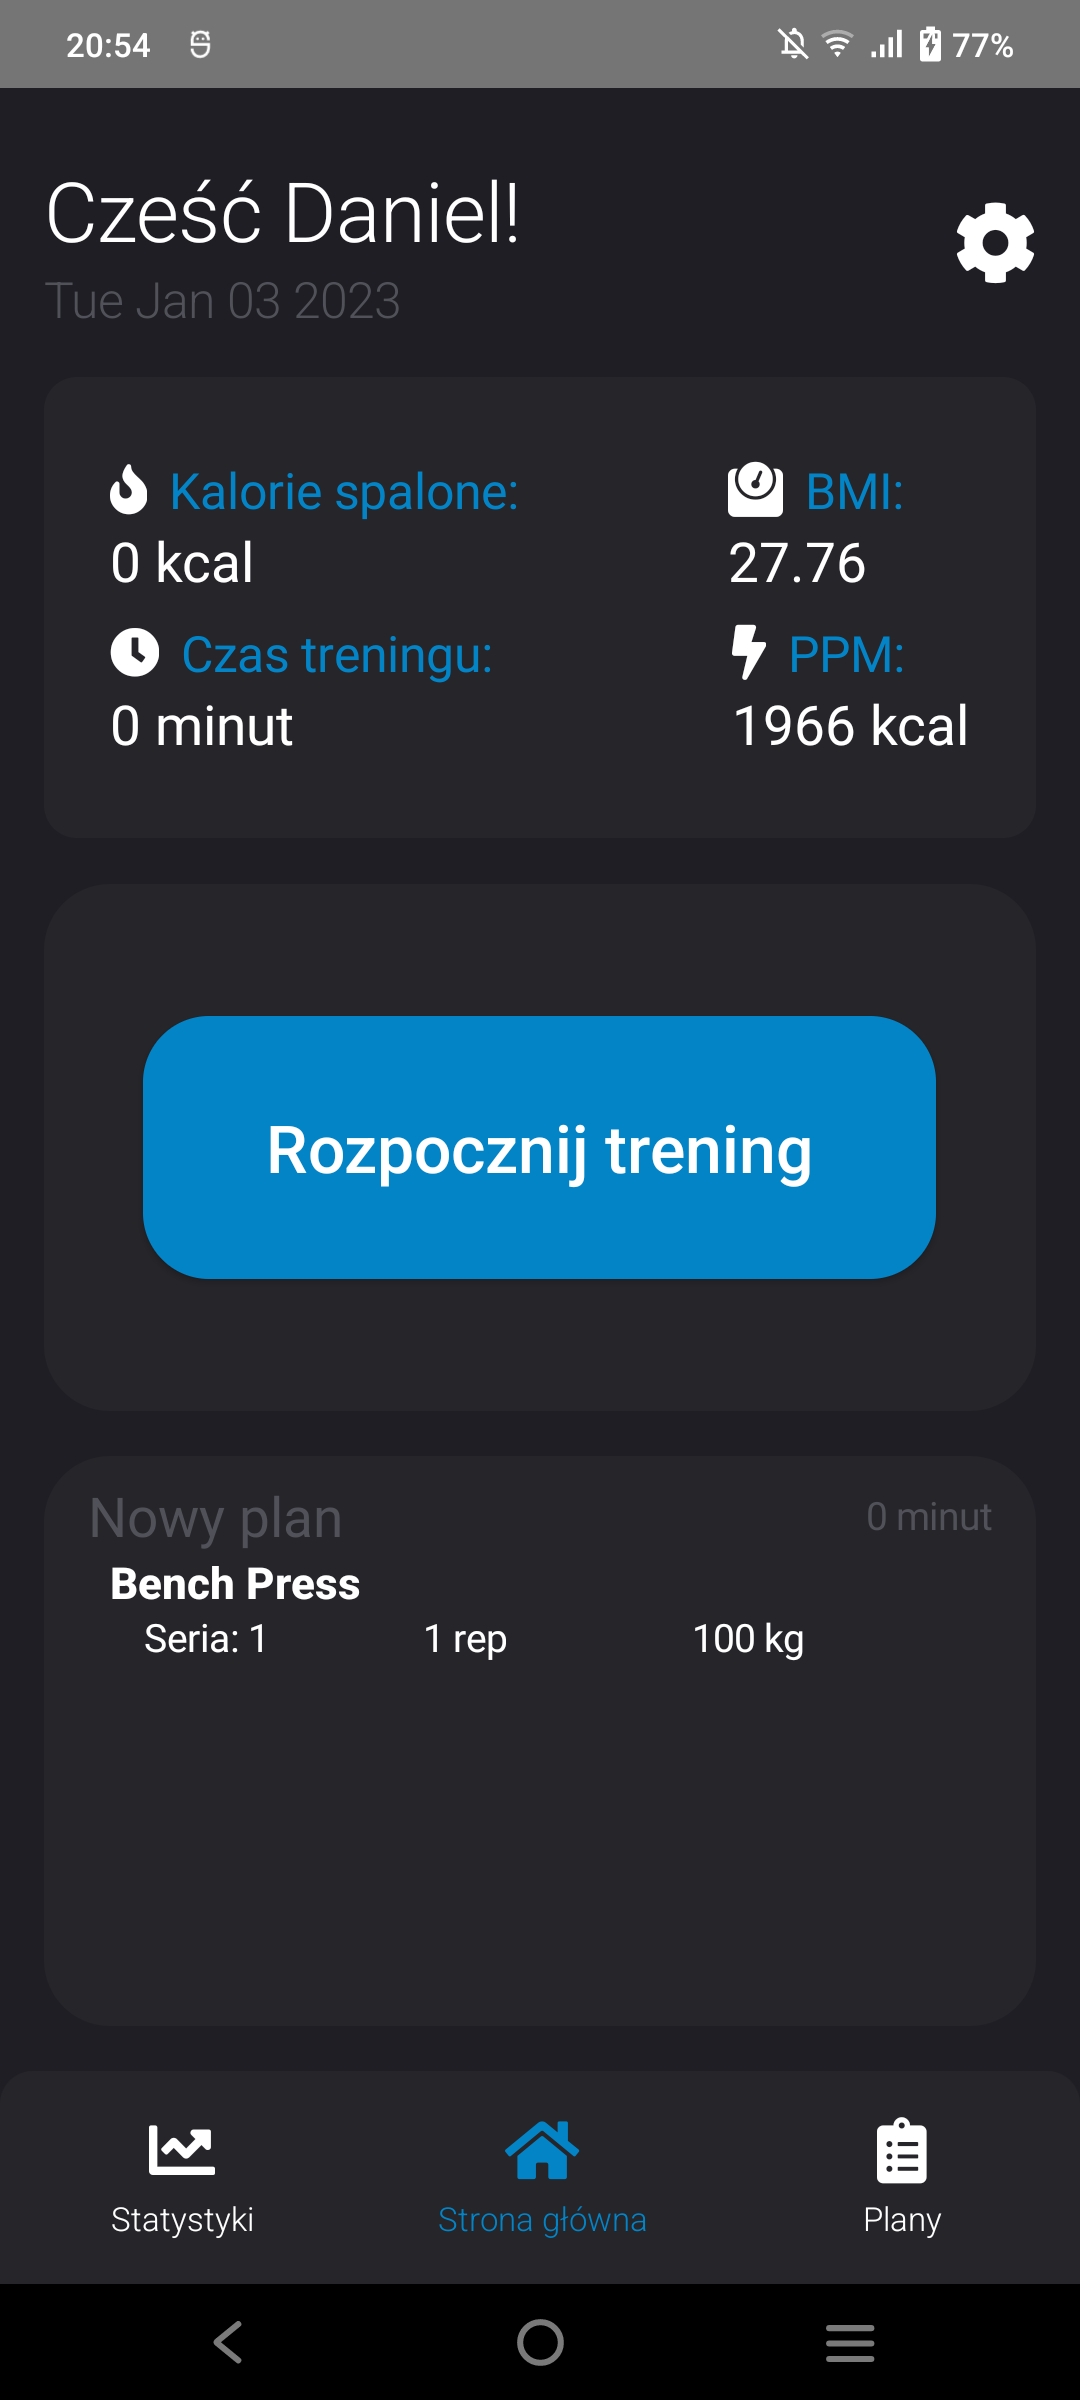 20:54
77%
Cześć Daniel!
Tue Jan 03 2023
Kalorie spalone:
BMI:
0 kcal
27.76
Czas treningu:
PPM:
0 minut
1966 kcal
Rozpocznij trening
Nowy plan
0 minut
Bench Press
Seria: 1
1 rep
100 kg
Statystyki
Strona główna
Plany